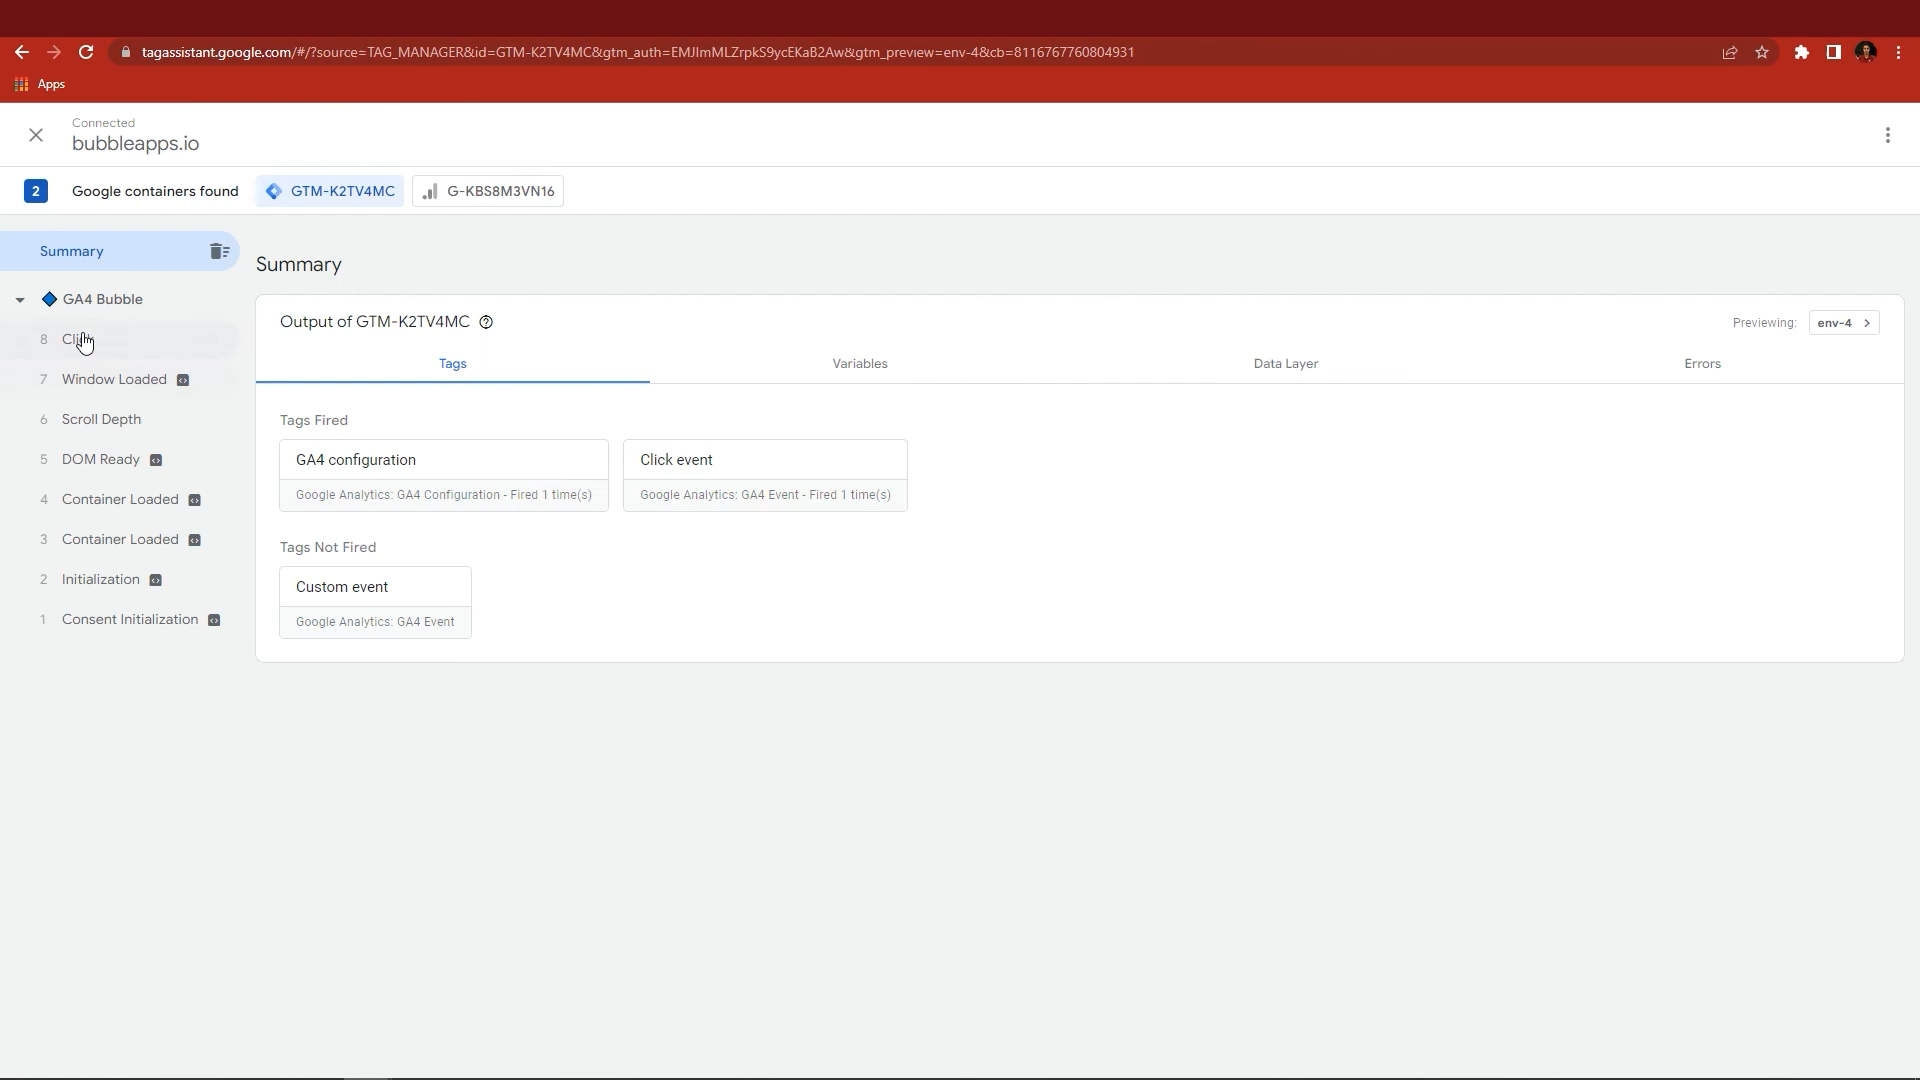 tagassistant.google.com/#/?source=TAG_MANAGER&id=GTM-K2TV4MC&gtm_auth=EMJImMLZrpkS9ycEKaB2Aw&gtm_preview=env-4&cb=8116767760804931
Apps
Connected
bubbleapps.io
2 Google containers found GTM-K2TV4MC G-KBS8M3VN16
Summary
GA4 Bubble
8
7 Window Loaded
6 Scroll Depth
5 DOM Ready
4 Container Loaded
3 Container Loaded
2 Initialization
1 Consent Initialization
Summary
Output of GTM-K2TV4MC
Previewing: env-4
Tags Variables Data Layer Errors
Tags Fired
GA4 configuration
Google Analytics: GA4 Configuration - Fired 1 time(s)
Click event
Google Analytics: GA4 Event - Fired 1 time(s)
Tags Not Fired
Custom event
Google Analytics: GA4 Event